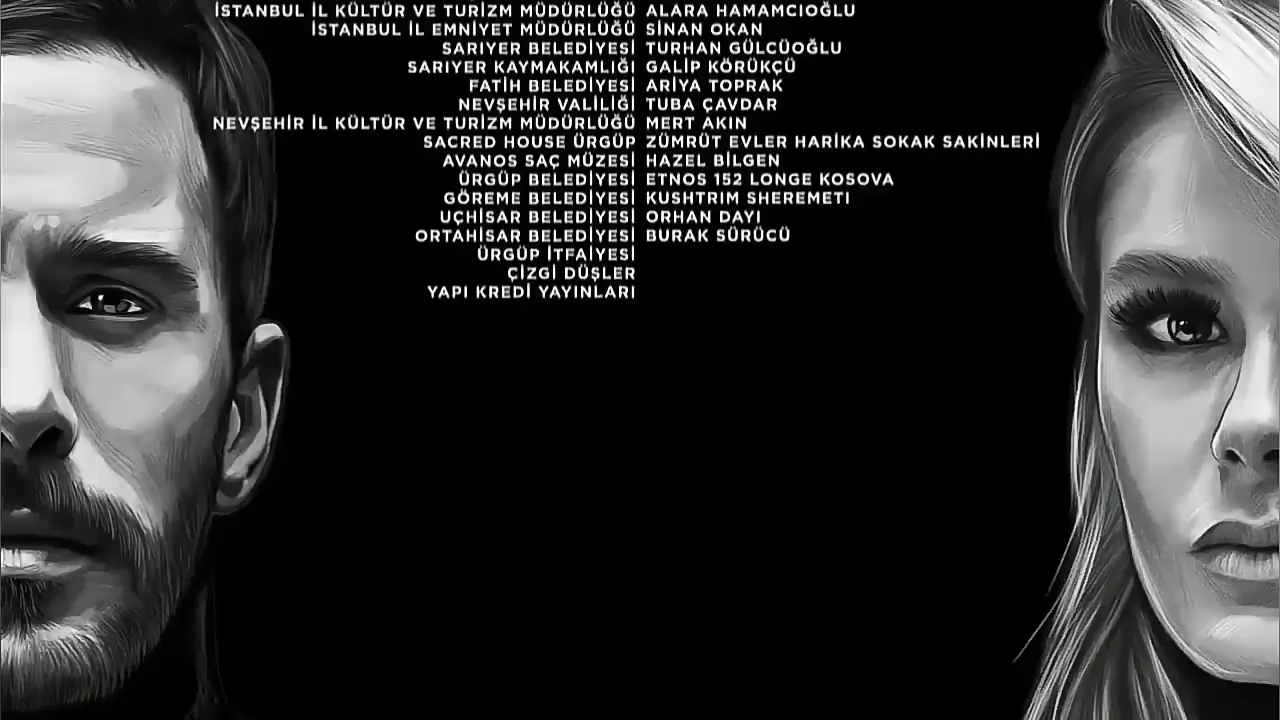 İSTANBUL İL KÜLTÜR VE TURİZM MÜDÜRLÜĞÜ ALARA HAMAMCIOĞLU
İSTANBUL İL EMNİYET MÜDÜRLÜĞÜ SİNAN OKAN
SARIYER BELEDİYESİ TURHAN GÜLCÜOĞLU
SARIYER KAYMAKAMLIĞI GALİP KÖRÜKÇÜ
FATİH BELEDİYESİ ARİYA TOPRAK
NEVŞEHİR VALİLİĞİ TUBA ÇAVDAR
NEVŞEHİR İL KÜLTÜR VE TURİZM MÜDÜRLÜĞÜ MERT AKIN
SACRED HOUSE ÜRGÜP ZÜMRÜT EVLER HARİKA SOKAK SAKİNLERİ
AVANOS SAÇ MÜZESİ HAZEL BİLGEN
ÜRGÜP BELEDİYESİ ETNOS 152 LONGE KOSOVA
GÖREME BELEDİYESİ KUSHTRIM SHEREMETI
UÇHİSAR BELEDİYESİ ORHAN DAYI
ORTAHİSAR BELEDİYESİ BURAK SÜRÜCÜ
ÜRGÜP İTFAİYESİ
ÇİZGİ DÜŞLER
YAPI KREDİ YAYINLARI